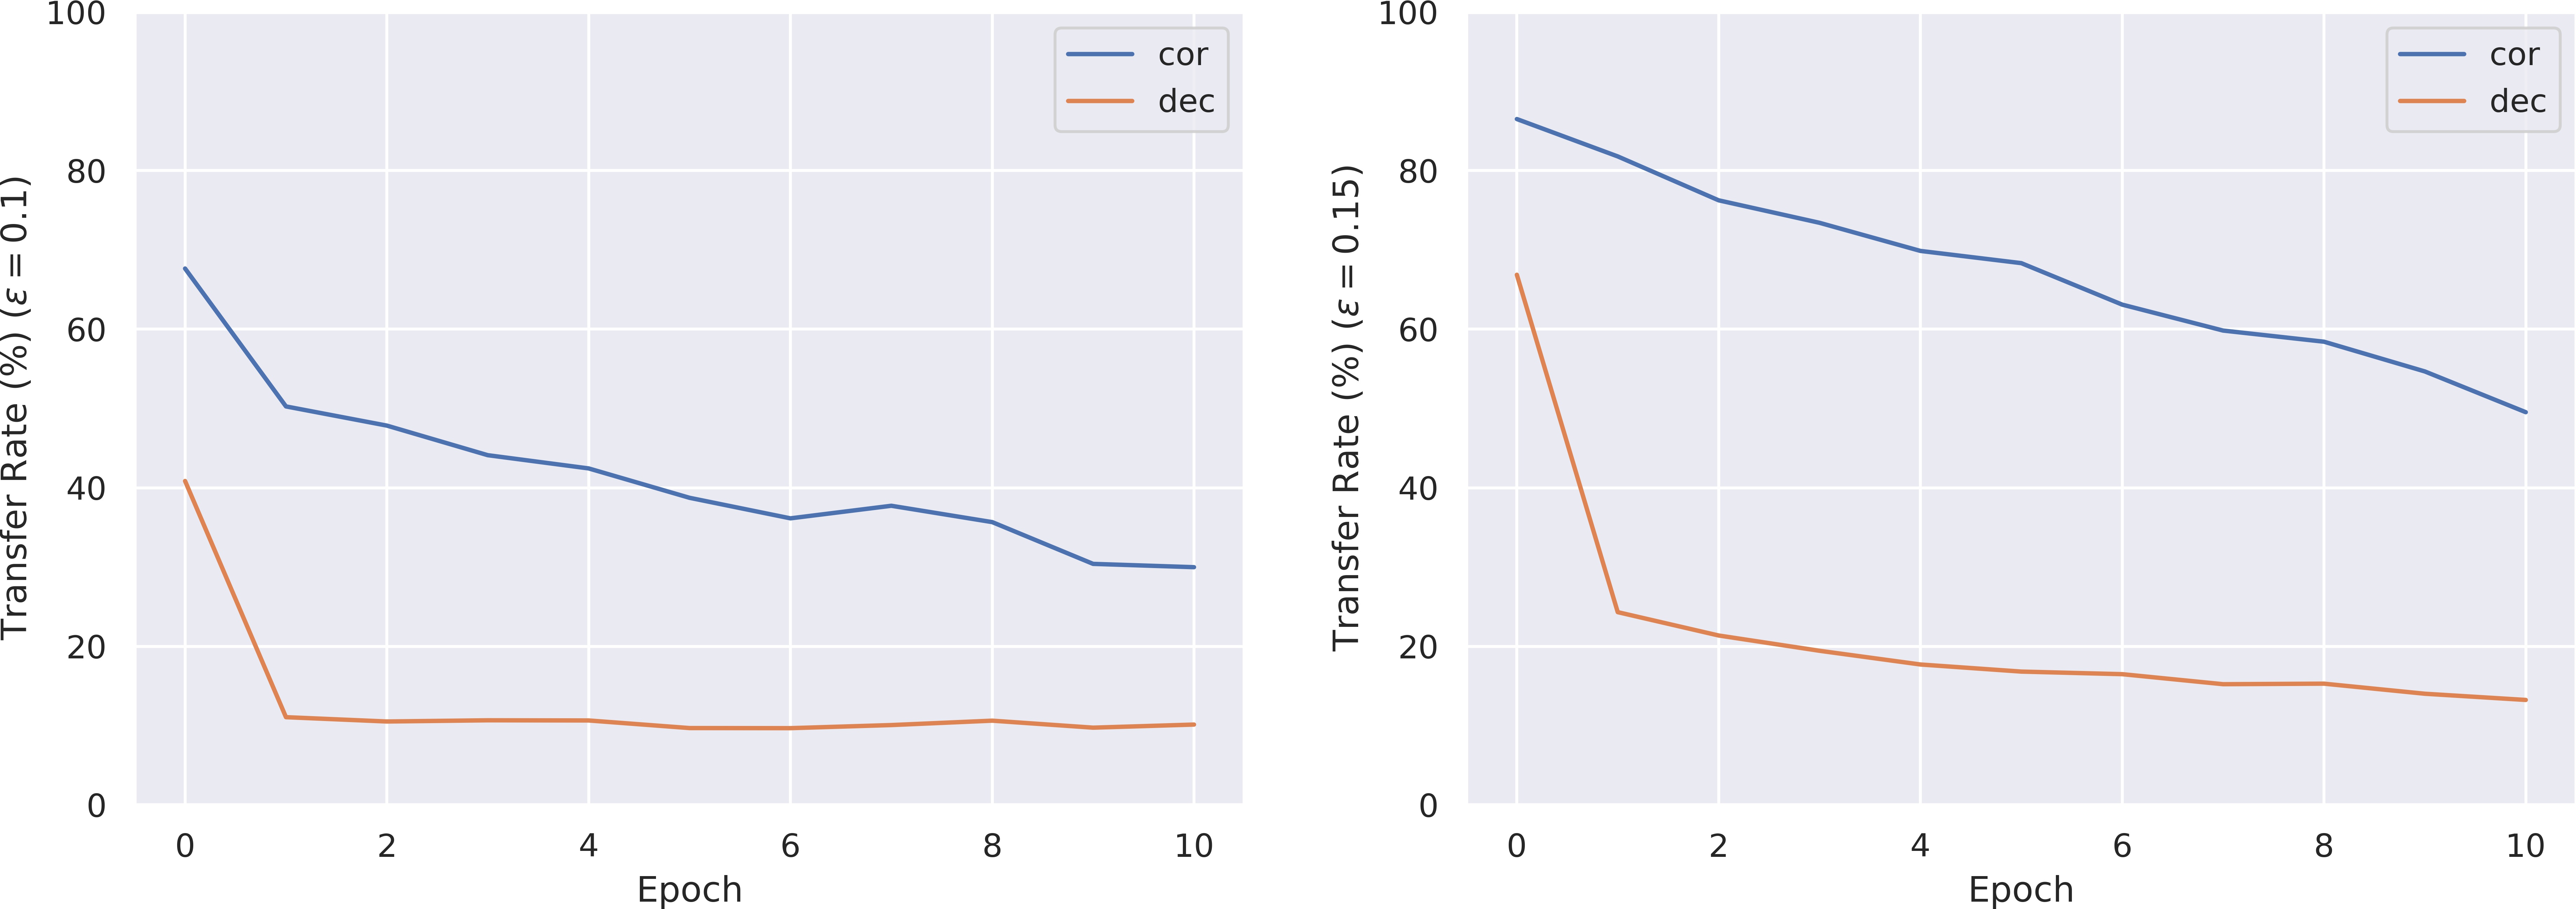 Transfer Rate (%) (ε = 0.1)
100
80
60
40
20
0
0 2 4 6 8 10
Epoch
cor
dec
Transfer Rate (%) (ε = 0.15)
100
80
60
40
20
0
0 2 4 6 8 10
Epoch
cor
dec